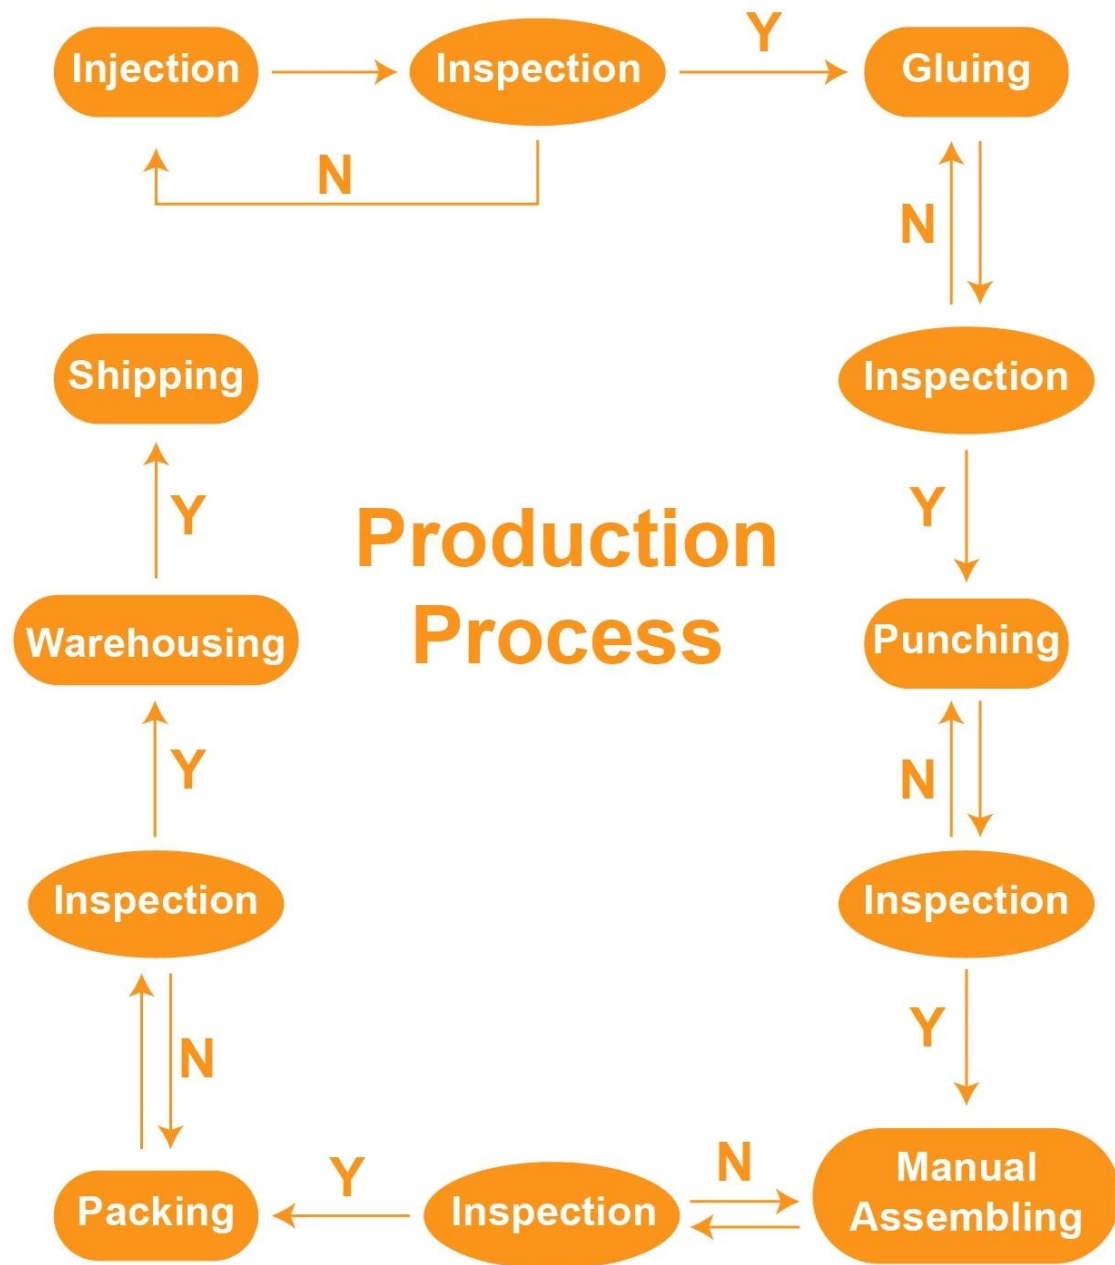 Injection
Inspection
Y
Gluing
N
N
Inspection
Y
Punching
N
Inspection
Y
Manual
Assembling
N
Inspection
Y
Packing
N
Inspection
Y
Warehousing
Y
Shipping
Production
Process